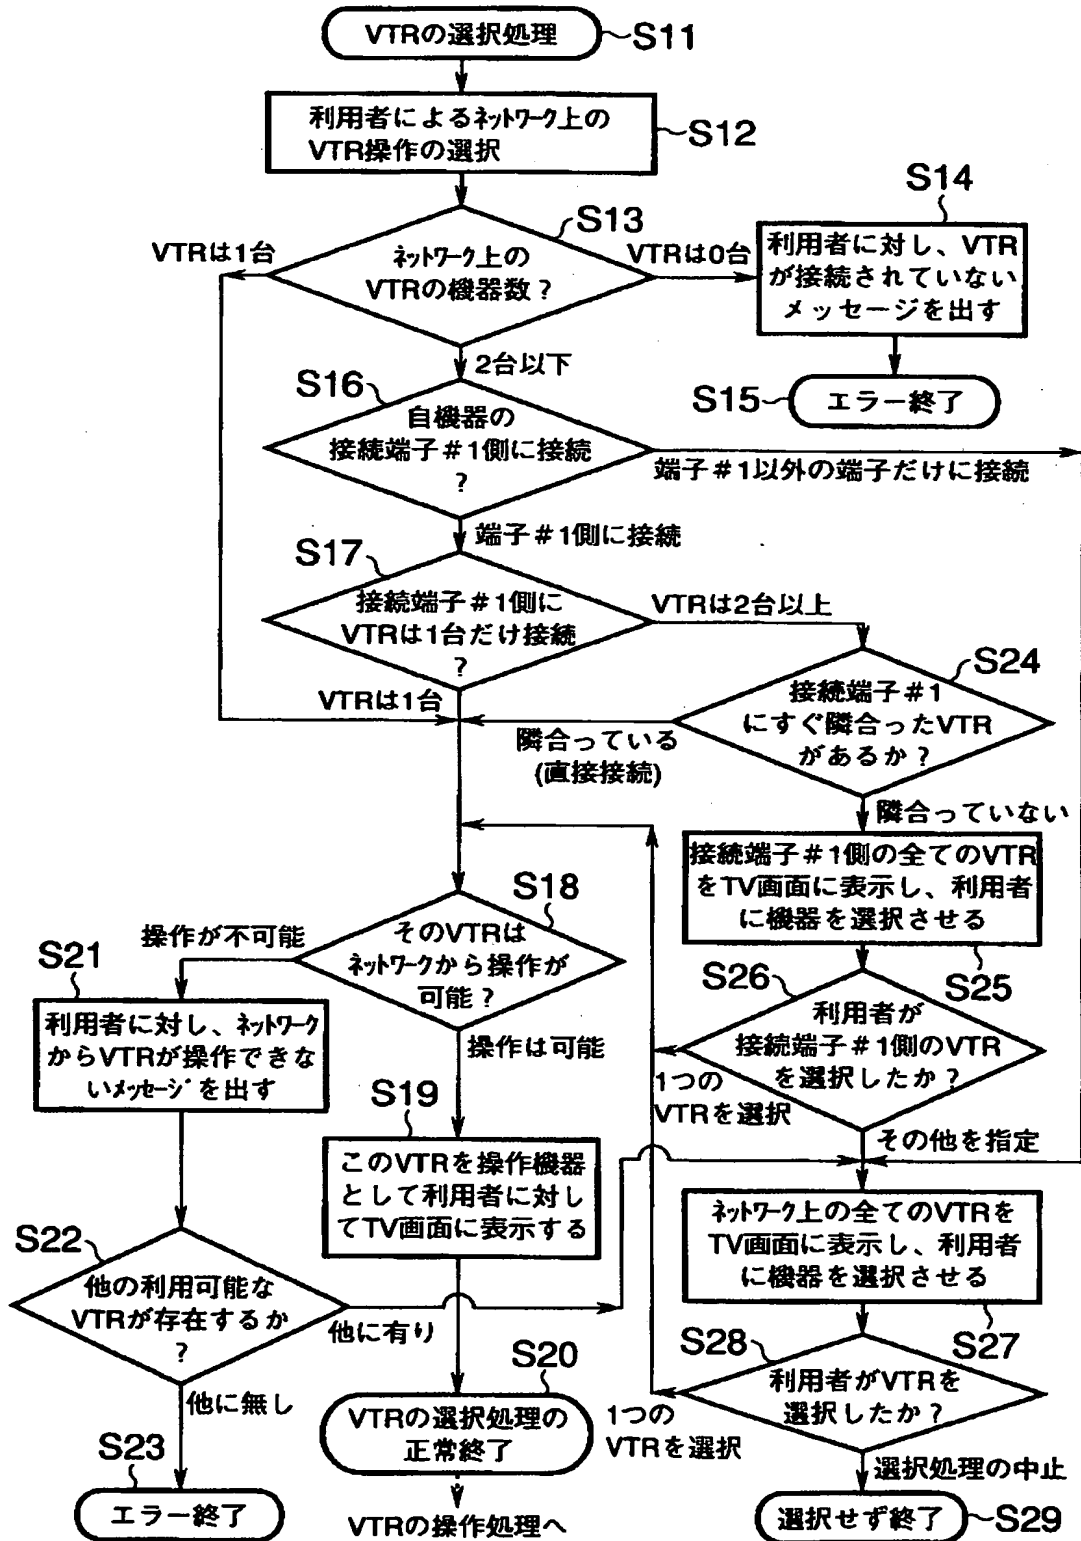 VTRの選択処理
S11
利用者によるネットワーク上の
VTR操作の選択
S12
S13
ネットワーク上の
VTRの機器数？
VTRは1台
VTRは0台
S14
利用者に対し、VTR
が接続されていない
メッセージを出す
2台以下
S15
エラー終了
S16
自機器の
接続端子＃1側に接続
？
端子＃1以外の端子だけに接続
端子＃1側に接続
S17
接続端子＃1側に
VTRは1台だけ接続
？
VTRは2台以上
VTRは1台
S24
接続端子＃1
にすぐ隣合ったVTR
があるか？
隣合っている
(直接接続)
隣合っていない
接続端子＃1側の全てのVTR
をTV画面に表示し、利用者
に機器を選択させる
S25
S18
そのVTRは
ネットワークから操作が
可能？
操作が不可能
操作は可能
S21
利用者に対し、ネットワーク
からVTRが操作できな
いメッセージを出す
S26
利用者が
接続端子＃1側のVTR
を選択したか？
1つの
VTRを選択
その他を指定
S19
このVTRを操作機器
として利用者に対し
てTV画面に表示する
ネットワーク上の全てのVTRを
TV画面に表示し、利用者
に機器を選択させる
S27
S22
他の利用可能な
VTRが存在するか
？
他に有り
他に無し
S28
利用者がVTRを
選択したか？
1つの
VTRを選択
選択処理の中止
S20
VTRの選択処理の
正常終了
VTRの操作処理へ
S23
エラー終了
選択せず終了
S29